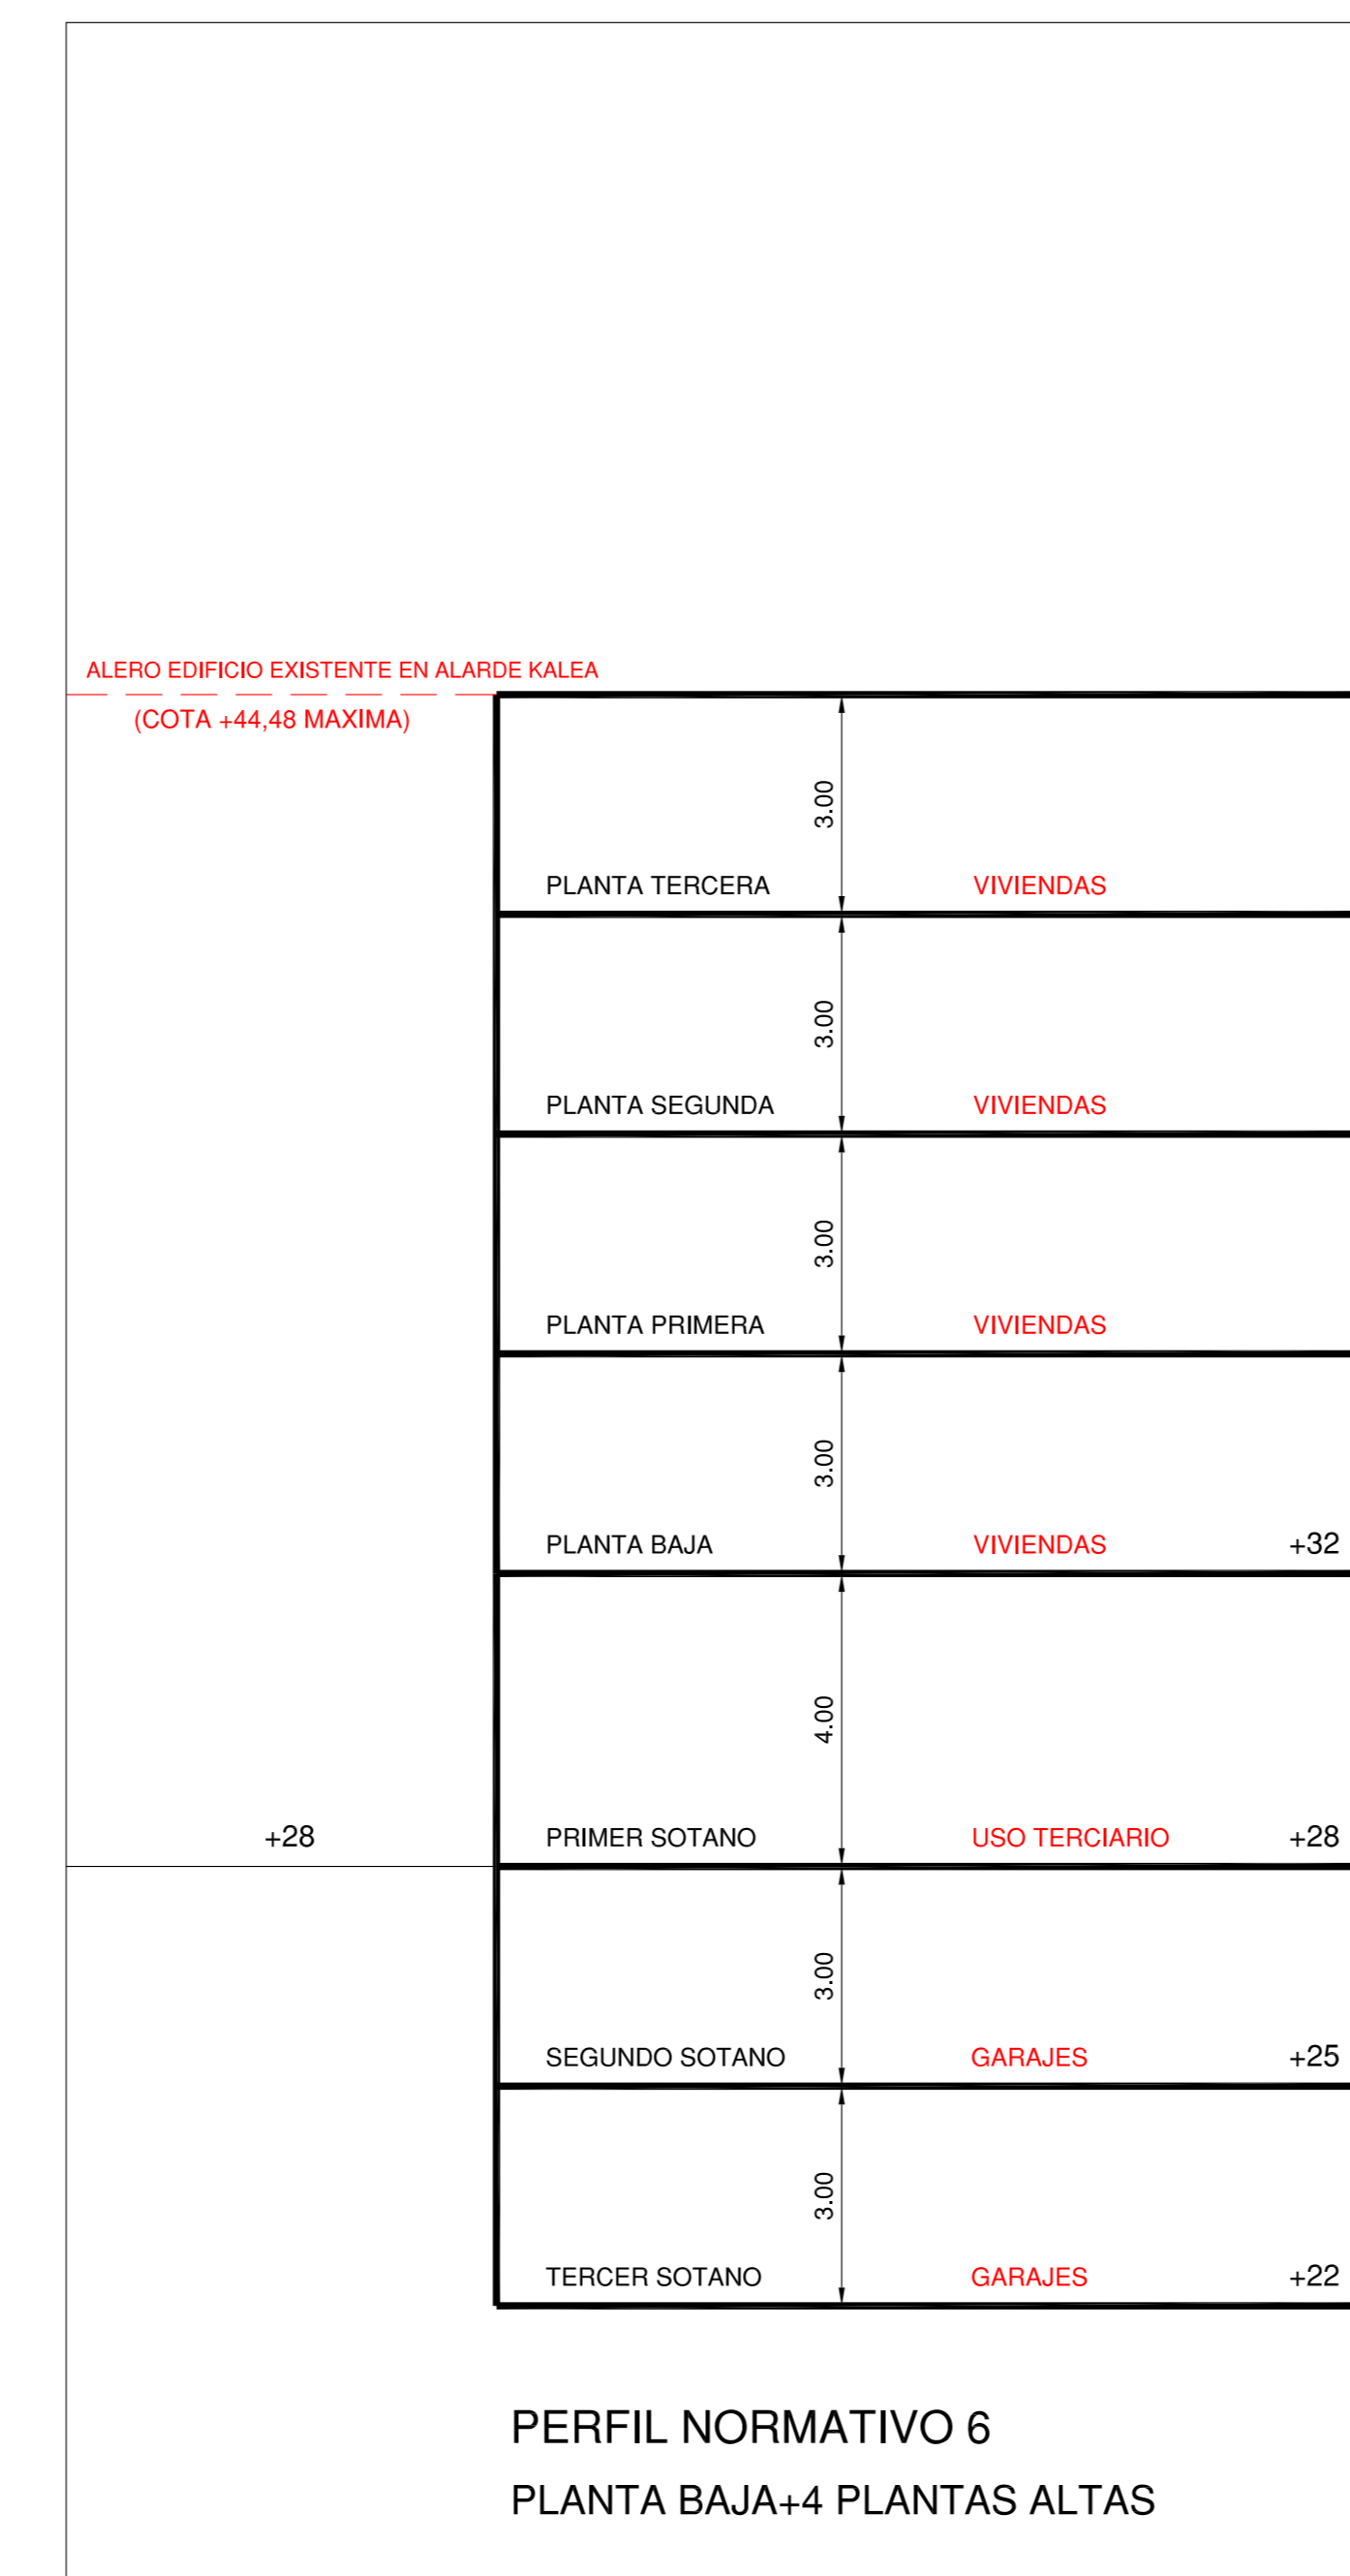 ALERO EDIFICIO EXISTENTE EN ALARDE KALEA
(COTA +44,48 MAXIMA)
3.00
PLANTA TERCERA VIVIENDAS
3.00
PLANTA SEGUNDA VIVIENDAS
3.00
PLANTA PRIMERA VIVIENDAS
3.00
PLANTA BAJA VIVIENDAS +32
4.00
+28 PRIMER SOTANO USO TERCIARIO +28
3.00
SEGUNDO SOTANO GARAJES +25
3.00
TERCER SOTANO GARAJES +22
PERFIL NORMATIVO 6
PLANTA BAJA+4 PLANTAS ALTAS